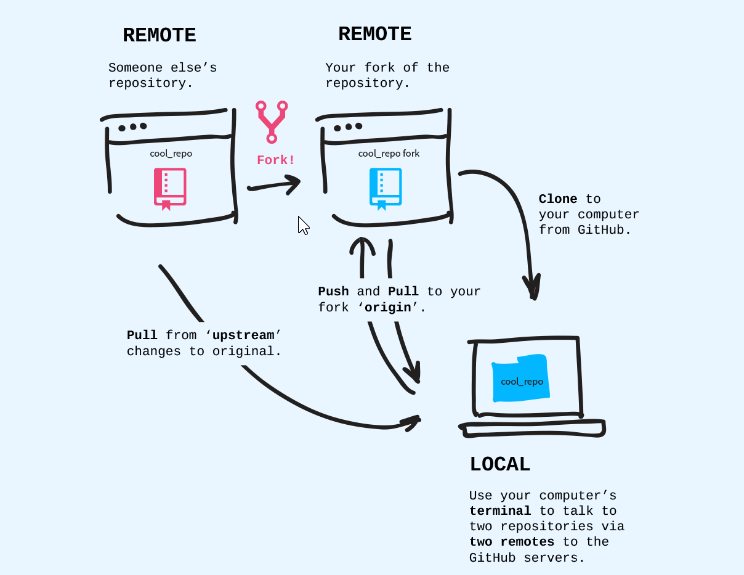 REMOTE
Someone else’s
repository.
cool_repo
Fork!
REMOTE
Your fork of the
repository.
cool_repo fork
Clone to
your computer
from GitHub.
Push and Pull to your
fork ‘origin’.
Pull from ‘upstream’
changes to original.
cool_repo
LOCAL
Use your computer’s
terminal to talk to
two repositories via
two remotes to the
GitHub servers.